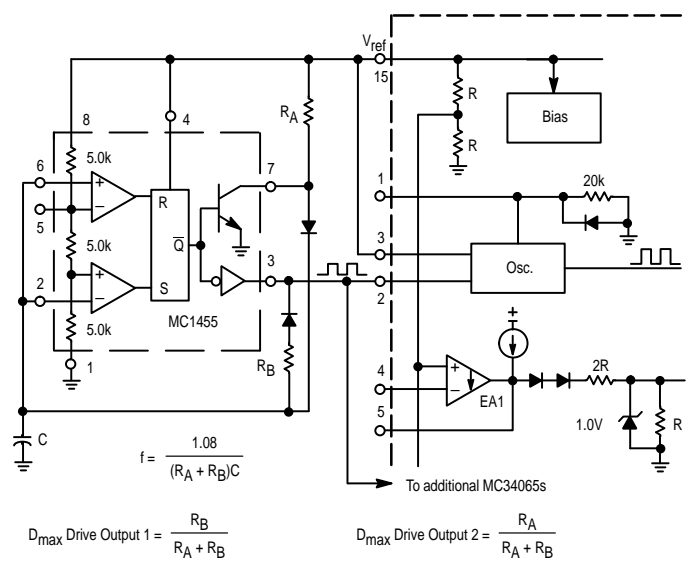 Vref
15
8
4
RA
R
R
Bias
6
5.0k
7
5
+
–
R
1
20k
5.0k
Q
3
3
Osc.
2
+
–
S
2
5.0k
MC1455
RB
+
1
4
+
–
EA1
2R
5
1.0V
R
C
f = 1.08
(RA + RB)C
To additional MC34065s
Dmax Drive Output 1 = RB
RA + RB
Dmax Drive Output 2 = RA
RA + RB